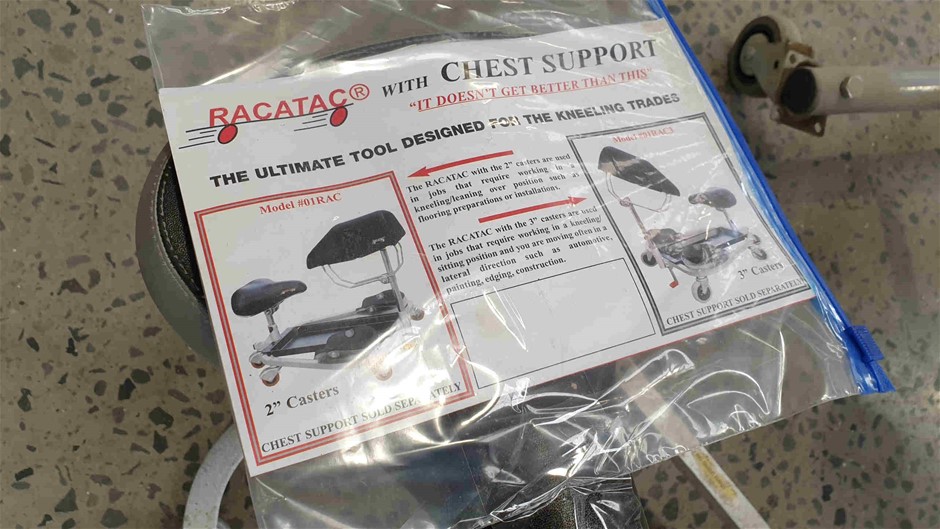 RACATAC® WITH CHEST SUPPORT
"IT DOESN'T GET BETTER THAN THIS"
THE ULTIMATE TOOL DESIGNED FOR THE KNEELING TRADES
Model #01RAC
2" Casters
CHEST SUPPORT SOLD SEPARATELY
The RACATAC with the 2" casters are used
in jobs that require working in a
kneeling/leaning over position such as
flooring preparations or installations.
The RACATAC with the 3" casters are used
in jobs that require working in a kneeling/
sitting position and you are moving often in a
lateral direction such as automotive,
painting, edging, construction.
Model #01RAC3
3" Casters
CHEST SUPPORT SOLD SEPARATELY